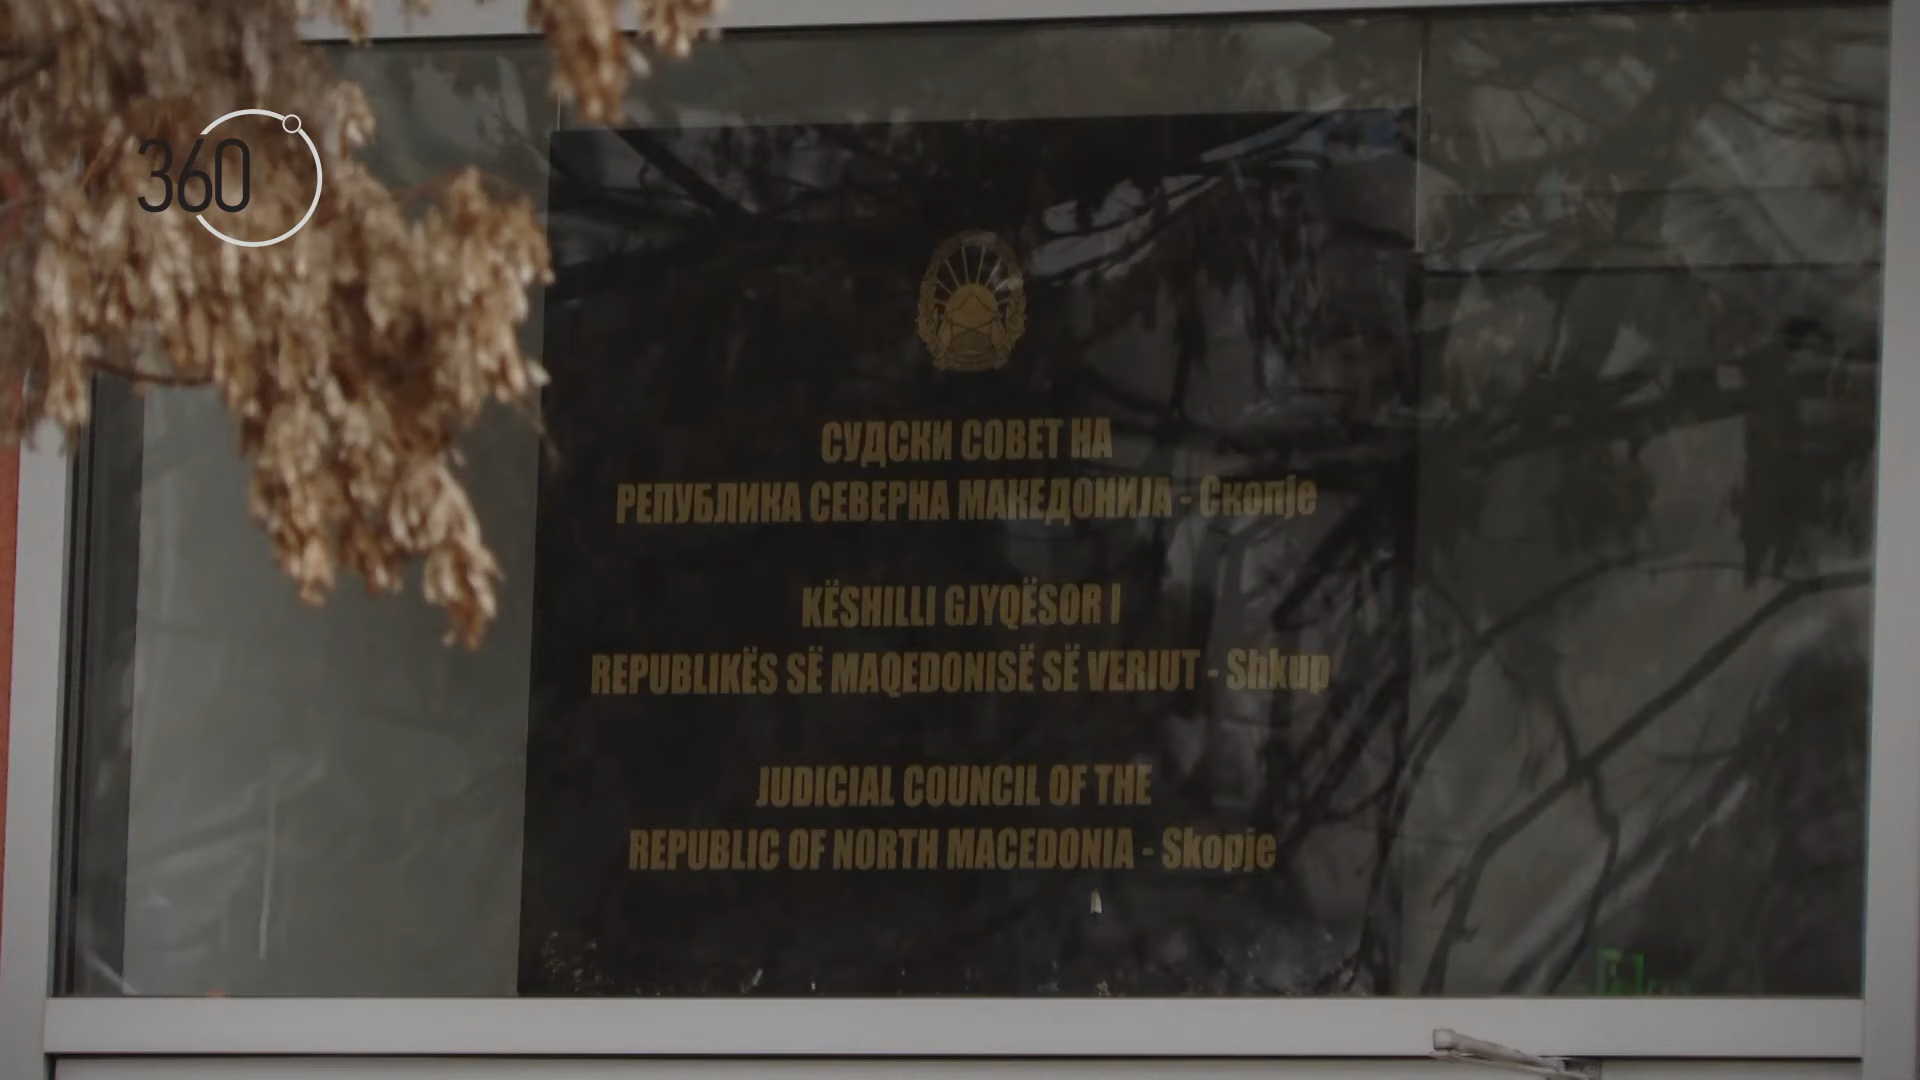 360
СУДСКИ СОВЕТ НА
РЕПУБЛИКА СЕВЕРНА МАКЕДОНИЈА - Скопје
KËSHILLI GJYQËSOR I
REPUBLIKËS SË MAQEDONISË SË VERIUT - Shkup
JUDICIAL COUNCIL OF THE
REPUBLIC OF NORTH MACEDONIA - Skopje